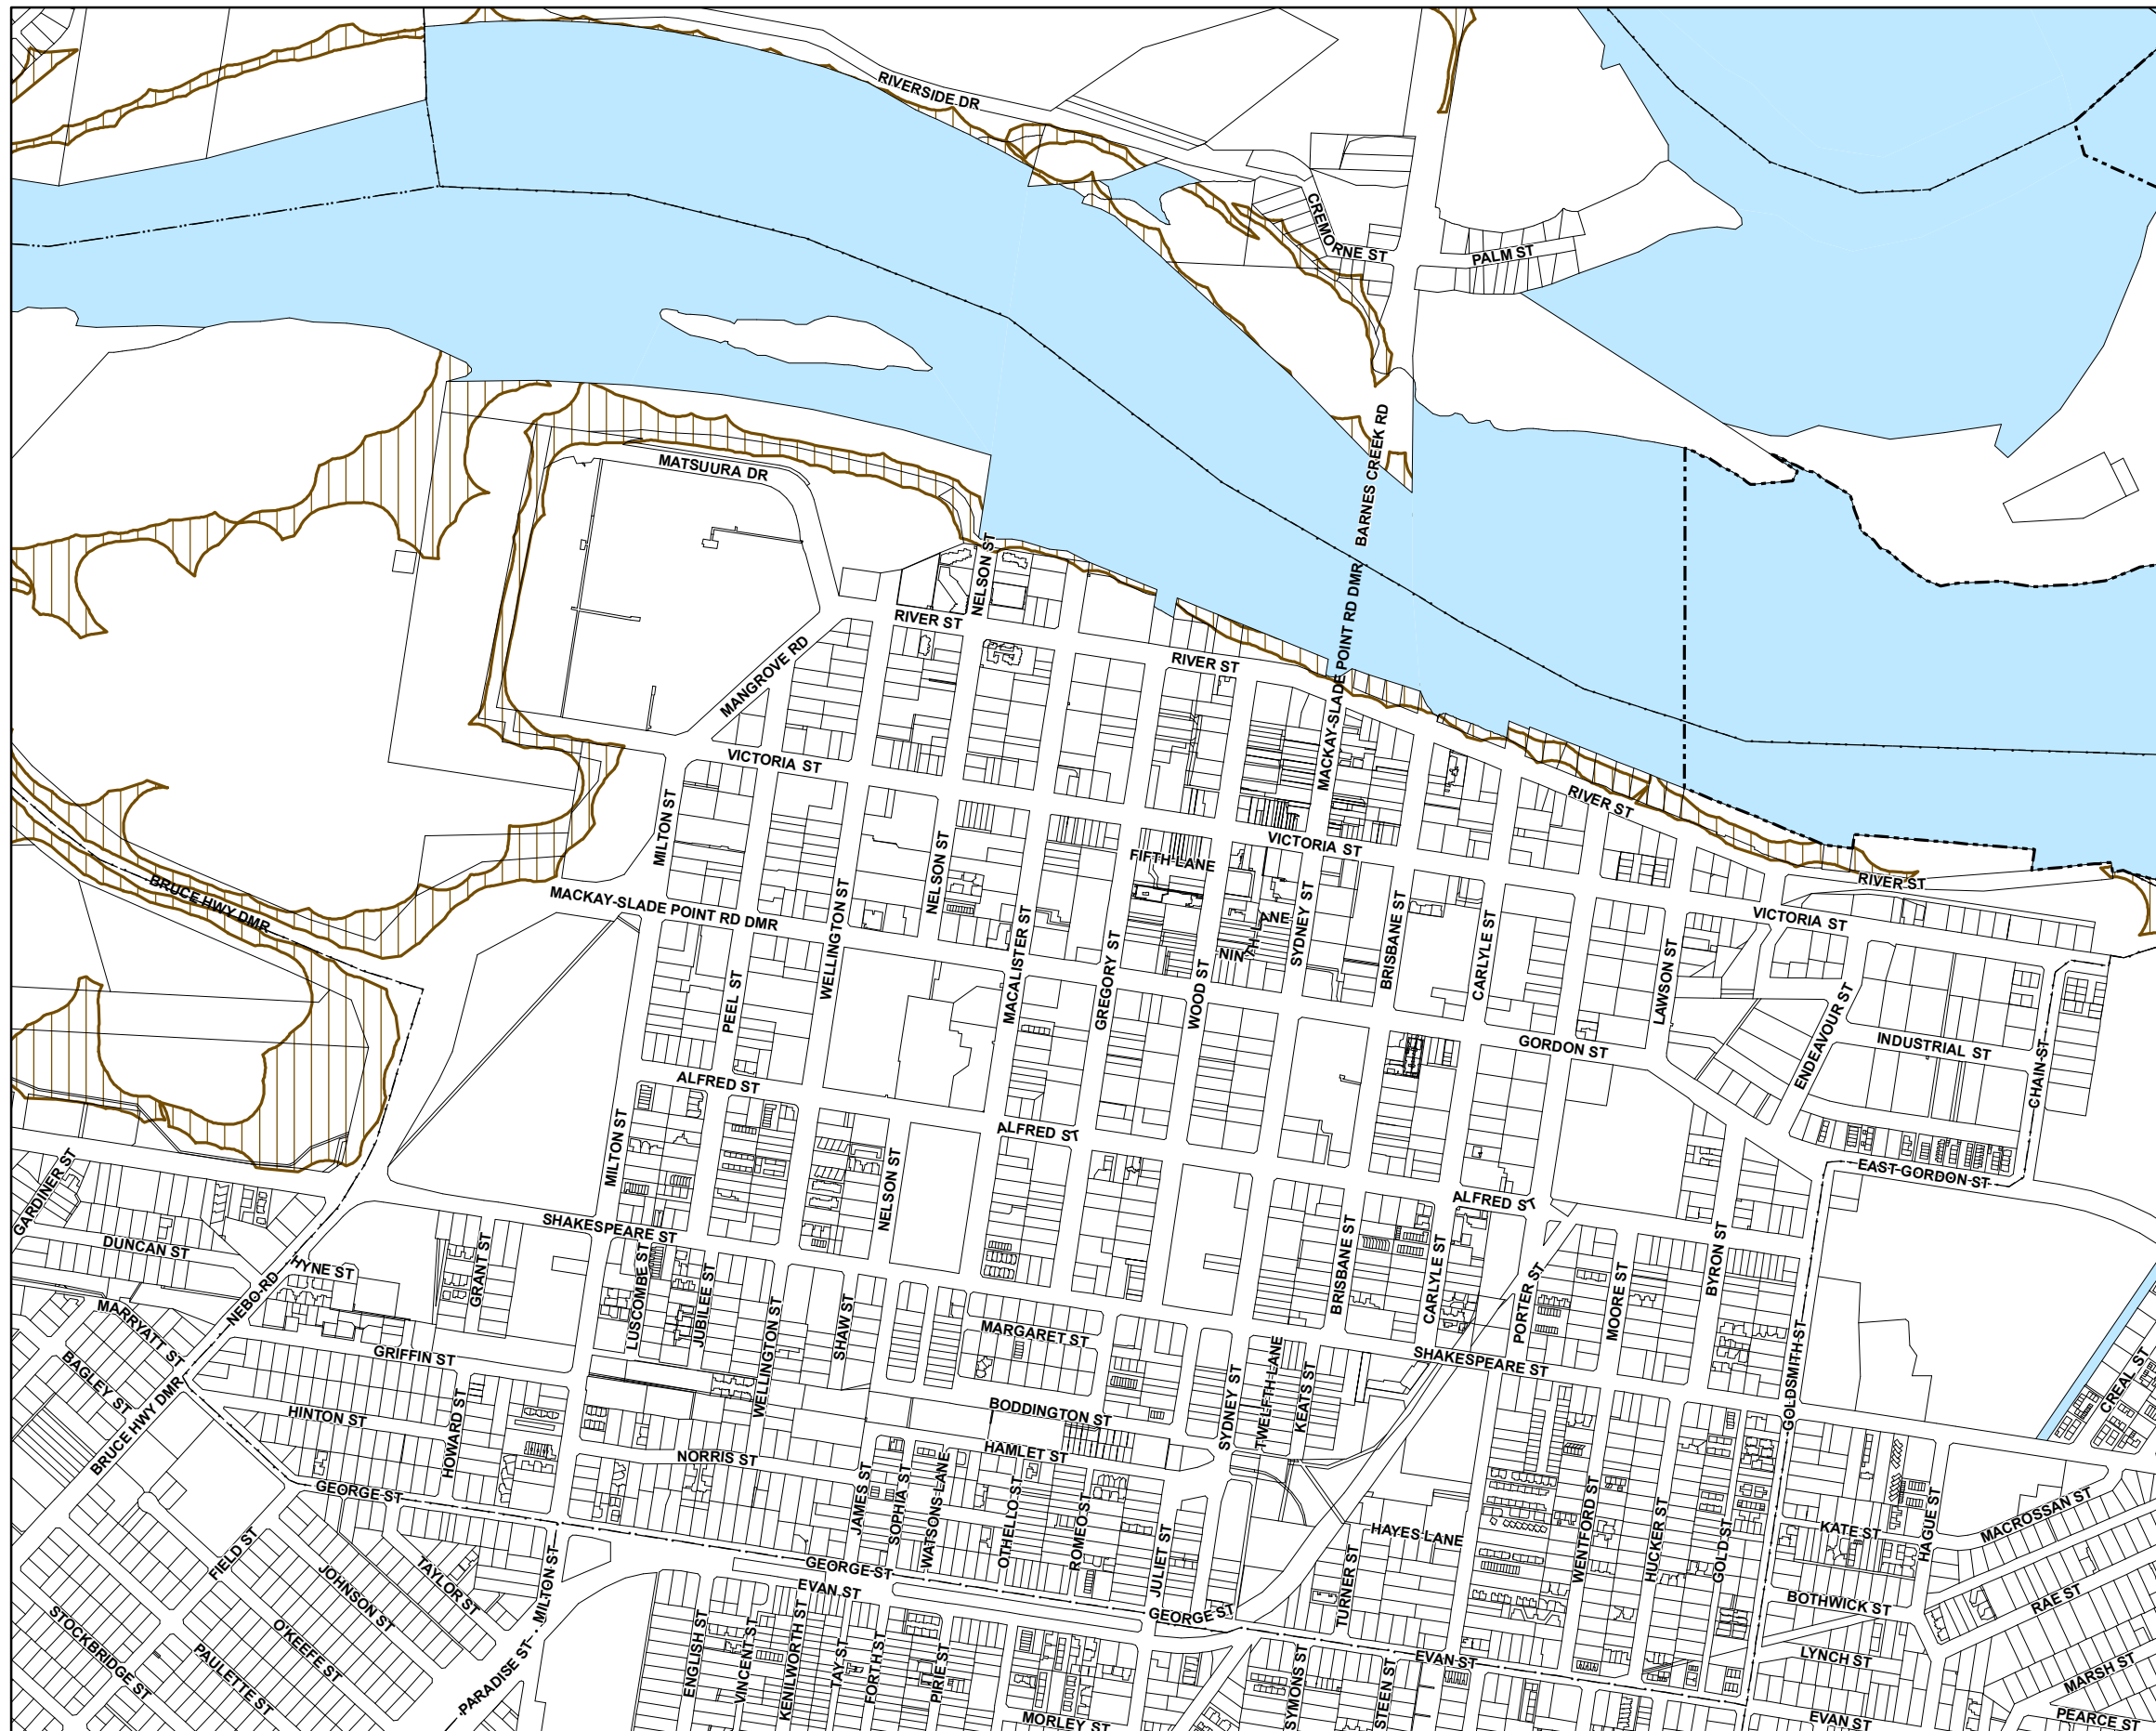 RIVERSIDE DR
CREMORNE ST
PALM ST
BARNES CREEK RD
MATSUURA DR
NELSON ST
RIVER ST
MACKAY-SLADE POINT RD DMR
MANGROVE RD
RIVER ST
VICTORIA ST
RIVER ST
MILTON ST
VICTORIA ST
NELSON ST
FIFTH LANE
BRUCE HWY DMR
MACKAY-SLADE POINT RD DMR
WELLINGTON ST
MACALISTER ST
SYDNEY ST
BRISBANE ST
RIVER ST
VICTORIA ST
CARLYLE ST
LAWSON ST
GREGORY ST
WOOD ST
PEEL ST
GORDON ST
ENDEAVOUR ST
INDUSTRIAL ST
CHAIN ST
ALFRED ST
ALFRED ST
MILTON ST
NELSON ST
EAST GORDON ST
GARDINER ST
ALFRED ST
SHAKESPEARE ST
DUNCAN ST
HYNE ST
GRANT ST
LUSCOMBE ST
JUBILEE ST
BRISBANE ST
CARLYLE ST
PORTER ST
MOORE ST
BYRON ST
NEBO RD
MARRYATT ST
WELLINGTON ST
SHAW ST
MARGARET ST
SHAKESPEARE ST
GOLDSMITH ST
BAGLEY ST
GRIFFIN ST
TWELFTH LANE
KEATS ST
SYDNEY ST
CREAL ST
BRUCE HWY DMR
HINTON ST
HOWARD ST
BODDINGTON ST
HAMLET ST
NORRIS ST
GEORGE ST
JAMES ST
SOPHIA ST
WATSONS LANE
OTHELLO ST
ROMEO ST
JULIET ST
HAYES LANE
WENTFORD ST
HUCKER ST
GOLD ST
KATE ST
HAGUE ST
MACROSSAN ST
FIELD ST
JOHNSON ST
TAYLOR ST
MILTON ST
GEORGE ST
EVAN ST
GEORGE ST
TURNER ST
BOTHWICK ST
RAE ST
STOCKBRIDGE ST
PAULETTE ST
O'KEEFE ST
PARADISE ST
ENGLISH ST
VINCENT ST
KENILWORTH ST
TAY ST
FORTH ST
PIRIE ST
MORLEY ST
SYMONS ST
STEEN ST
EVAN ST
LYNCH ST
MARSH ST
EVAN ST
PEARCE ST